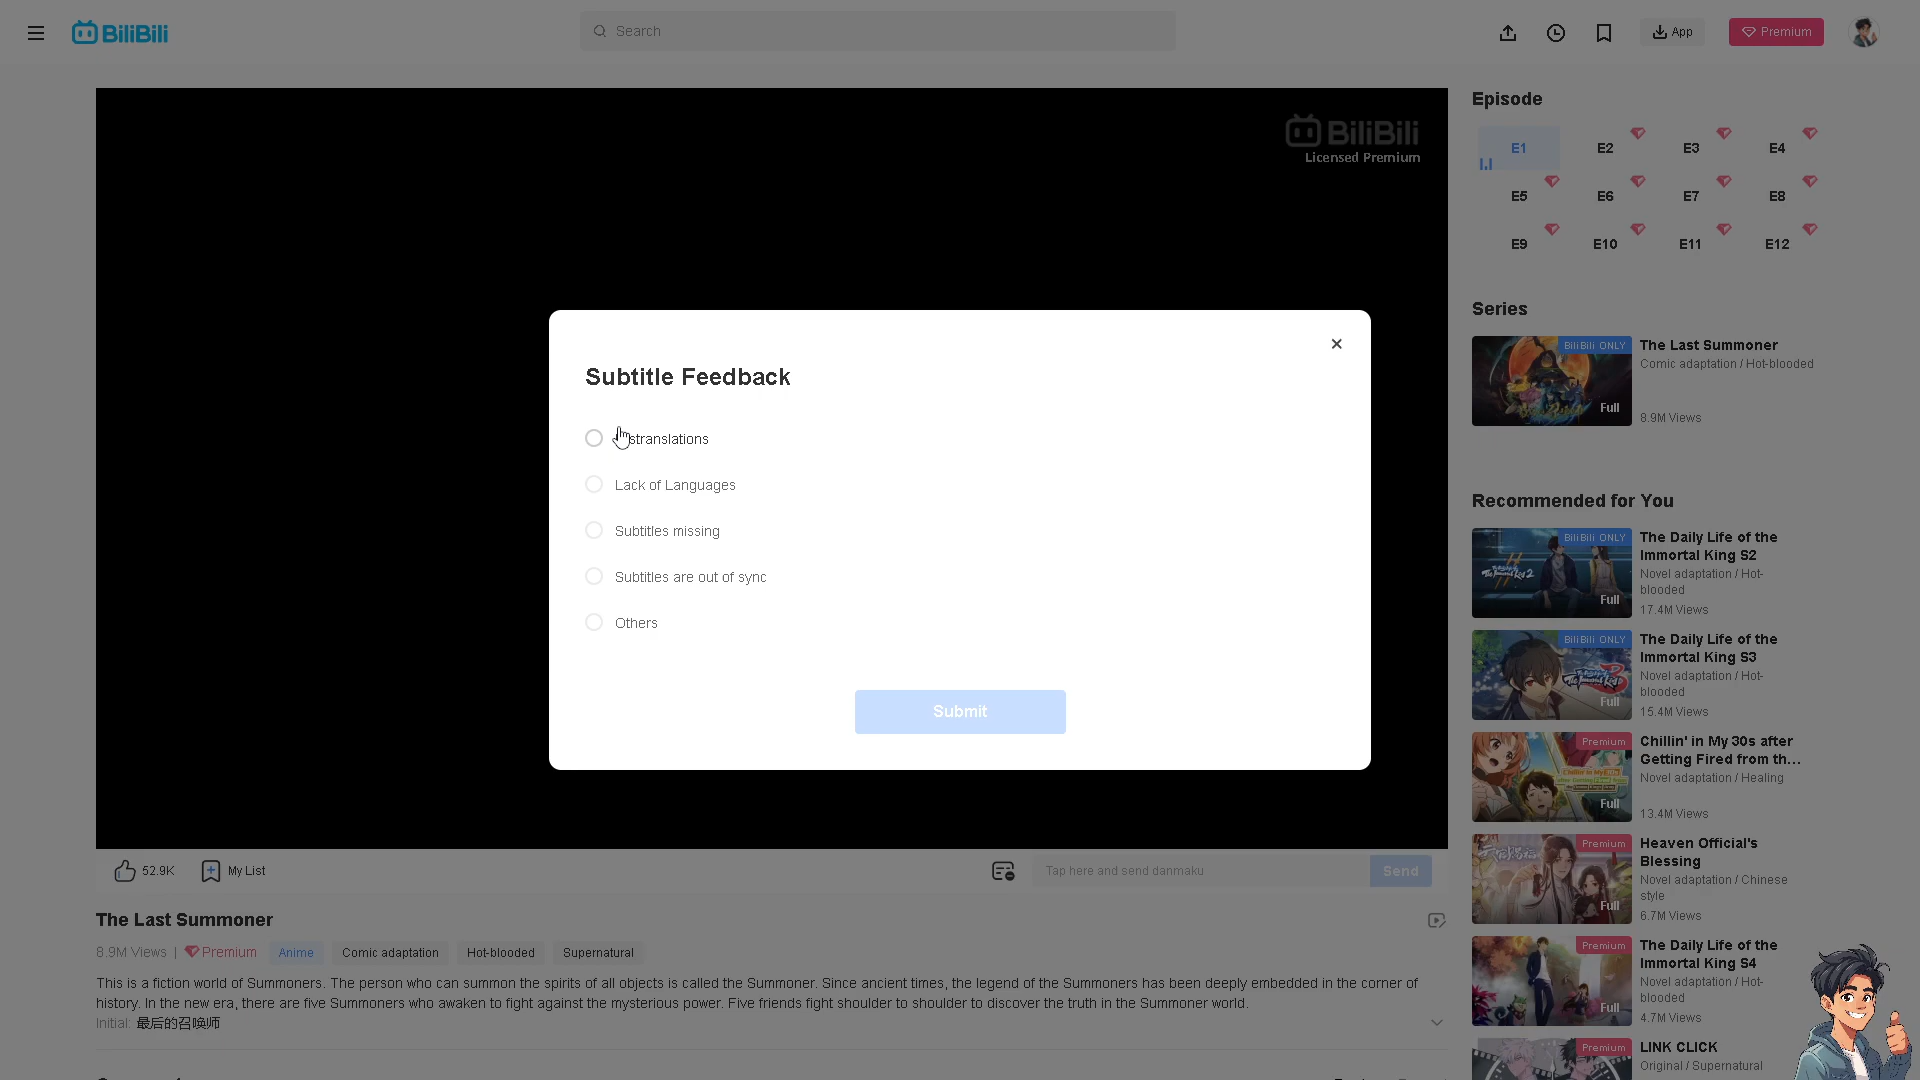 BiliBili
Search
App
Premium
BiliBili
Licensed Premium
Episode
E1
E2
E3
E4
E5
E6
E7
E8
E9
E10
E11
E12
Series
BiliBili ONLY
Full
The Last Summoner
Comic adaptation / Hot-blooded
8.9M Views
Subtitle Feedback
stranslations
Lack of Languages
Subtitles missing
Subtitles are out of sync
Others
Submit
Recommended for You
BiliBili ONLY
Full
The Daily Life of the
Immortal King S2
Novel adaptation / Hot-
blooded
17.4M Views
BiliBili ONLY
Full
The Daily Life of the
Immortal King S3
Novel adaptation / Hot-
blooded
15.4M Views
Premium
Full
Chillin' in My 30s after
Getting Fired from th...
Novel adaptation / Healing
13.4M Views
Premium
Full
Heaven Official's
Blessing
Novel adaptation / Chinese
style
6.7M Views
Premium
Full
The Daily Life of the
Immortal King S4
Novel adaptation / Hot-
blooded
4.7M Views
Premium
LINK CLICK
Original / Supernatural
52.9K
My List
Tap here and send danmaku
Send
The Last Summoner
8.9M Views | Premium
Anime
Comic adaptation
Hot-blooded
Supernatural
This is a fiction world of Summoners. The person who can summon the spirits of all objects is called the Summoner. Since ancient times, the legend of the Summoners has been deeply embedded in the corner of
history. In the new era, there are five Summoners who awaken to fight against the mysterious power. Five friends fight shoulder to shoulder to discover the truth in the Summoner world.
Initial: 最后的召唤师